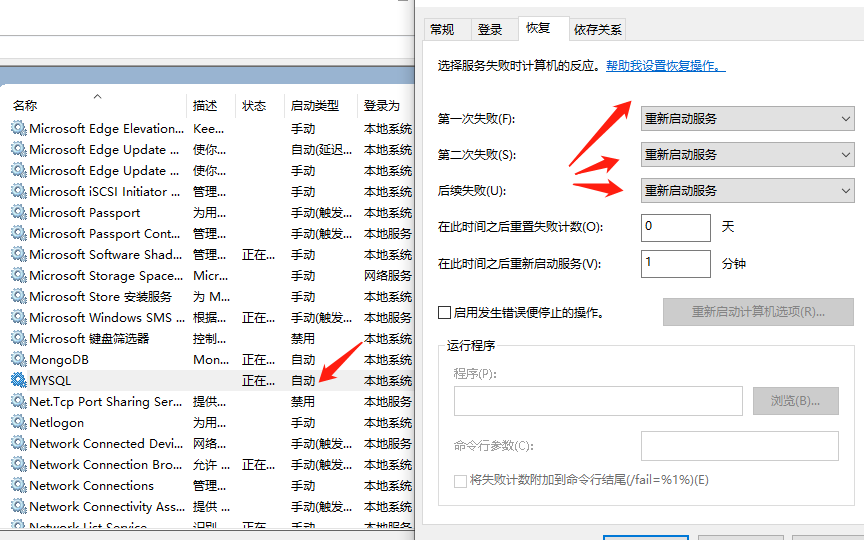 名称 描述 状态 启动类型 登录为
Microsoft Edge Elevation... Kee... 手动 本地系统
Microsoft Edge Update ... 使你... 自动(延迟... 本地系统
Microsoft Edge Update ... 使你... 手动 本地系统
Microsoft iSCSI Initiator ... 管理... 手动 本地系统
Microsoft Passport 为用... 手动(触发... 本地系统
Microsoft Passport Cont... 管理... 手动(触发... 本地服务
Microsoft Software Shad... 管理... 正在... 手动 本地系统
Microsoft Storage Space... Micr... 手动 网络服务
Microsoft Store 安装服务 为 M... 手动 本地系统
Microsoft Windows SMS ... 根据... 正在... 手动(触发... 本地服务
Microsoft 键盘筛选器 控制... 禁用 本地系统
MongoDB Mon... 正在... 自动 本地系统
MYSQL 正在... 自动 本地系统
Net.Tcp Port Sharing Ser... 提供... 禁用 本地服务
Netlogon 为用... 手动 本地系统
Network Connected Devi... 网络... 手动(触发... 本地服务
Network Connection Bro... 允许 ... 正在... 手动(触发... 本地系统
Network Connections 管理... 手动 本地系统
Network Connectivity Ass... 提供 ... 手动(触发... 本地系统
Network List Service 识别... 正在... 手动 本地服务
常规 登录 恢复 依存关系
选择服务失败时计算机的反应。帮助我设置恢复操作。
第一次失败(F): 重新启动服务
第二次失败(S): 重新启动服务
后续失败(U): 重新启动服务
在此时间之后重置失败计数(O): 0 天
在此时间之后重新启动服务(V): 1 分钟
启用发生错误便停止的操作。 重新启动计算机选项(R)...
运行程序
程序(P):
浏览(B)...
命令行参数(C):
将失败计数附加到命令行结尾(/fail=%1%)(E)